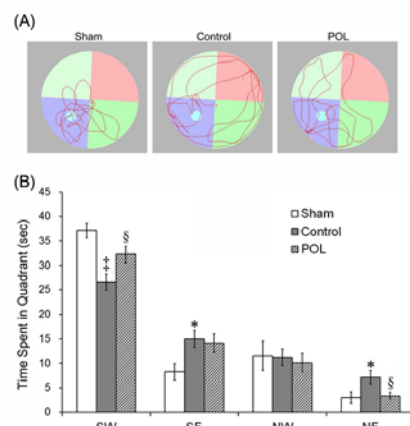 (A)
Sham Control POL
(B)
Time Spent in Quadrant (sec)
45
40
35
30
25
20
15
10
5
0
Sham
Control
POL
‡ §
*
* §
SW SE NW NE